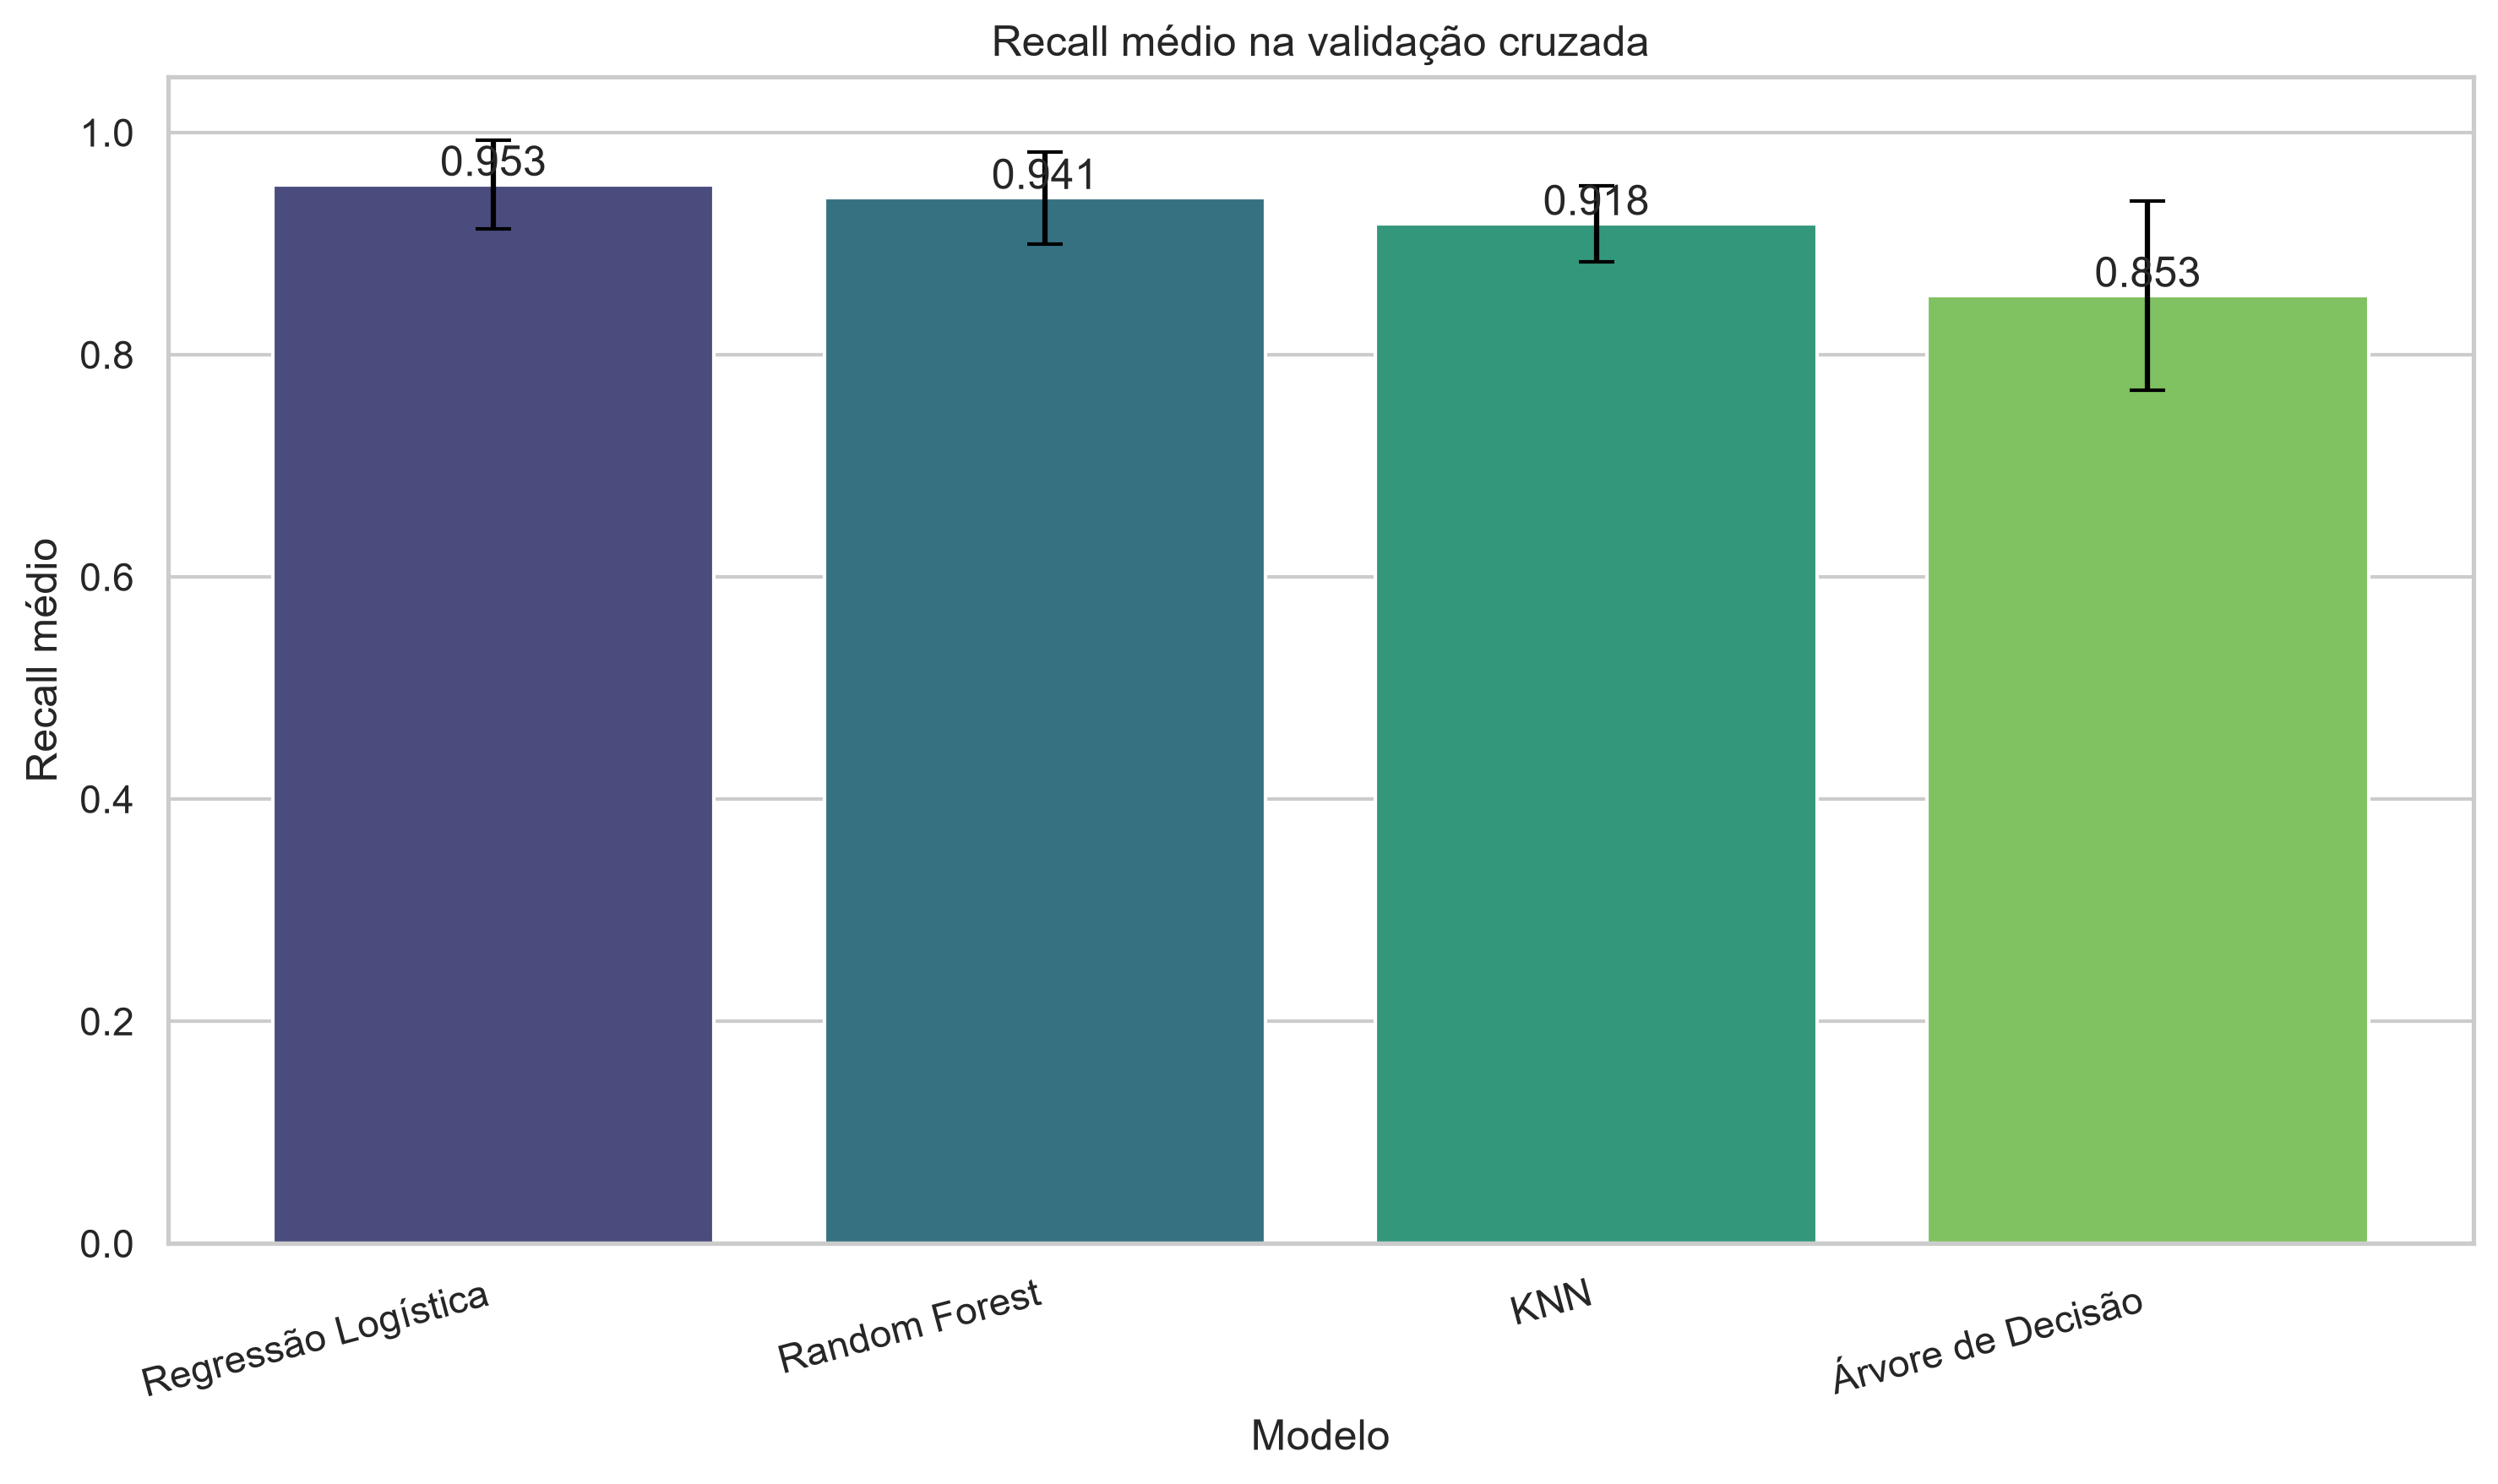 Recall médio na validação cruzada
Recall médio
1.0
0.8
0.6
0.4
0.2
0.0
0.953
0.941
0.918
0.853
Regressão Logística
Random Forest
KNN
Árvore de Decisão
Modelo